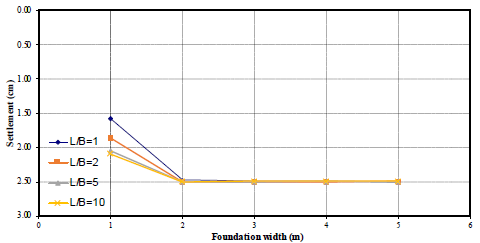 0.00
0.50
1.00
1.50
2.00
2.50
3.00
Settlement (cm)
L/B=1
L/B=2
L/B=5
L/B=10
0 1 2 3 4 5 6
Foundation width (m)